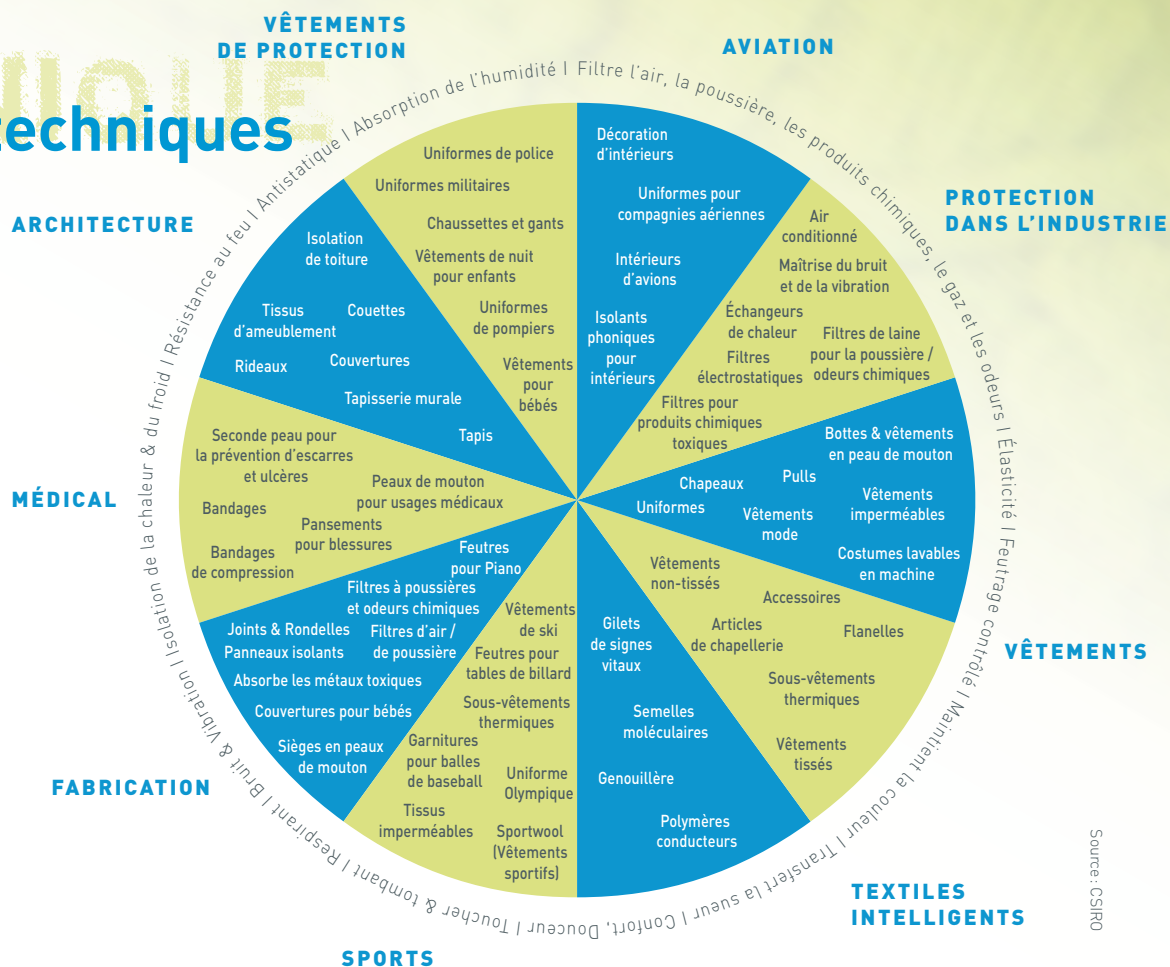 techniques
VÊTEMENTS
DE PROTECTION
AVIATION
PROTECTION
DANS L'INDUSTRIE
VÊTEMENTS
TEXTILES
INTELLIGENTS
SPORTS
FABRICATION
MÉDICAL
ARCHITECTURE
Isolation de la chaleur & du froid | Résistance au feu | Antistatique | Absorption de l'humidité | Filtre l'air, la poussière, les produits chimiques, le gaz et les odeurs | Élasticité | Feutrage contrôlé | Maintient la couleur | Transfert la sueur | Confort, Douceur | Toucher & tombant | Respirant | Bruit & Vibration |
Décoration
d'intérieurs
Uniformes pour
compagnies aériennes
Intérieurs
d'avions
Isolants
phoniques
pour
intérieurs
Air
conditionné
Maîtrise du bruit
et de la vibration
Échangeurs
de chaleur
Filtres de laine
pour la poussière /
odeurs chimiques
Filtres
électrostatiques
Filtres pour
produits chimiques
toxiques
Bottes & vêtements
en peau de mouton
Pulls
Chapeaux
Vêtements
imperméables
Uniformes
Vêtements
mode
Costumes lavables
en machine
Vêtements
non-tissés
Accessoires
Articles
de chapellerie
Flanelles
Sous-vêtements
thermiques
Vêtements
tissés
Gilets
de signes
vitaux
Semelles
moléculaires
Genouillère
Polymères
conducteurs
Vêtements
de ski
Feutres pour
tables de billard
Sous-vêtements
thermiques
Garnitures
pour balles
de baseball
Uniforme
Olympique
Tissus
imperméables
Sportwool
(Vêtements
sportifs)
Feutres
pour Piano
Filtres à poussières
et odeurs chimiques
Joints & Rondelles
Filtres d'air /
de poussière
Panneaux isolants
Absorbe les métaux toxiques
Couvertures pour bébés
Sièges en peaux
de mouton
Seconde peau pour
la prévention d'escarres
et ulcères
Peaux de mouton
pour usages médicaux
Bandages
Pansements
pour blessures
Bandages
de compression
Isolation
de toiture
Tissus
d'ameublement
Couettes
Rideaux
Couvertures
Tapisserie murale
Tapis
Uniformes de police
Uniformes militaires
Chaussettes et gants
Vêtements de nuit
pour enfants
Uniformes
de pompiers
Vêtements
pour
bébés
Source: CSIRO